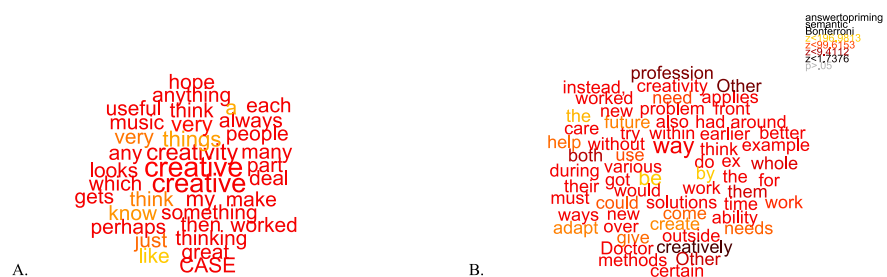 hope
anything
useful think a each
music very always
very things people
any creativity many
looks creative part
which creative deal
gets think my make
know something
perhaps then worked
just thinking
like great
CASE
A.
answertopriming
semantic
Bonferroni
z<196.9613
z<99.6153
z<9.4112
z<1.7376
p>.05
profession
instead creativity Other
worked need applies
the new problem front
care future also had around
help try within earlier better
both without way think example
during various use do ex whole
their got be by the for
must would work them
could solutions time work
ways new come ability
adapt over create needs
give outside
Doctor creatively
methods Other
certain
B.